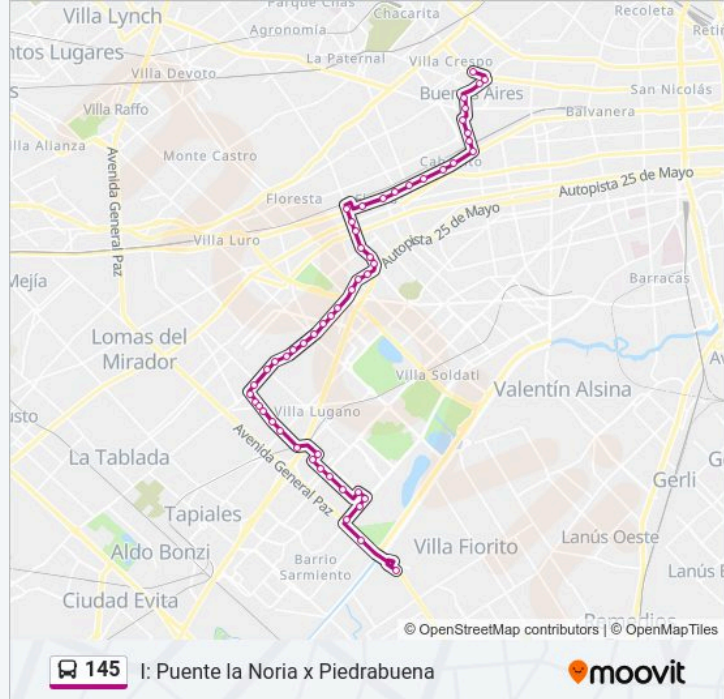 Parque Chas
Recoleta
Villa Lynch
Chacarita
Agronomía
ntos Lugares
La Paternal
Villa Crespo
Villa Devoto
San Nicolás
Buenos Aires
Villa Raffo
Balvanera
illa Alianza
Monte Castro
Avenida General Paz
Floresta
Autopista 25 de Mayo
Villa Luro
Autopista 25 de Mayo
Mejía
Barracas
Lomas del
Mirador
Villa Soldati
Valentín Alsina
Villa Lugano
Avenida General Paz
La Tablada
Gerli
Tapiales
Villa Fiorito
Lanús Oeste
Aldo Bonzi
Barrio
Sarmiento
Ciudad Evita
© OpenStreetMap contributors | © OpenMapTiles
145 I: Puente la Noria x Piedrabuena
moovit